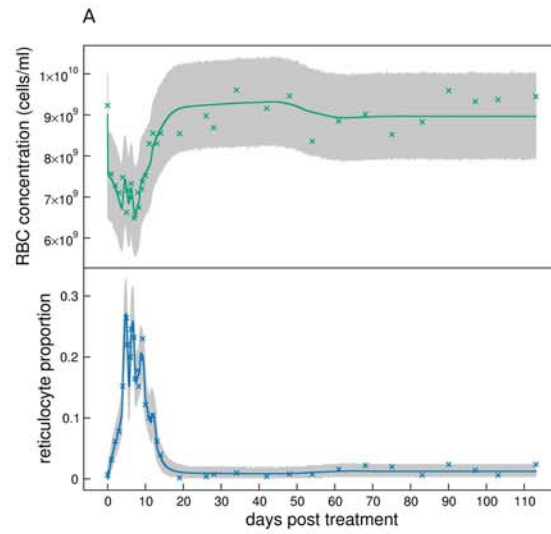 A
RBC concentration (cells/ml)
1×10¹⁰
9×10⁹
8×10⁹
7×10⁹
6×10⁹
reticulocyte proportion
0.3
0.2
0.1
0
0 10 20 30 40 50 60 70 80 90 100 110
days post treatment